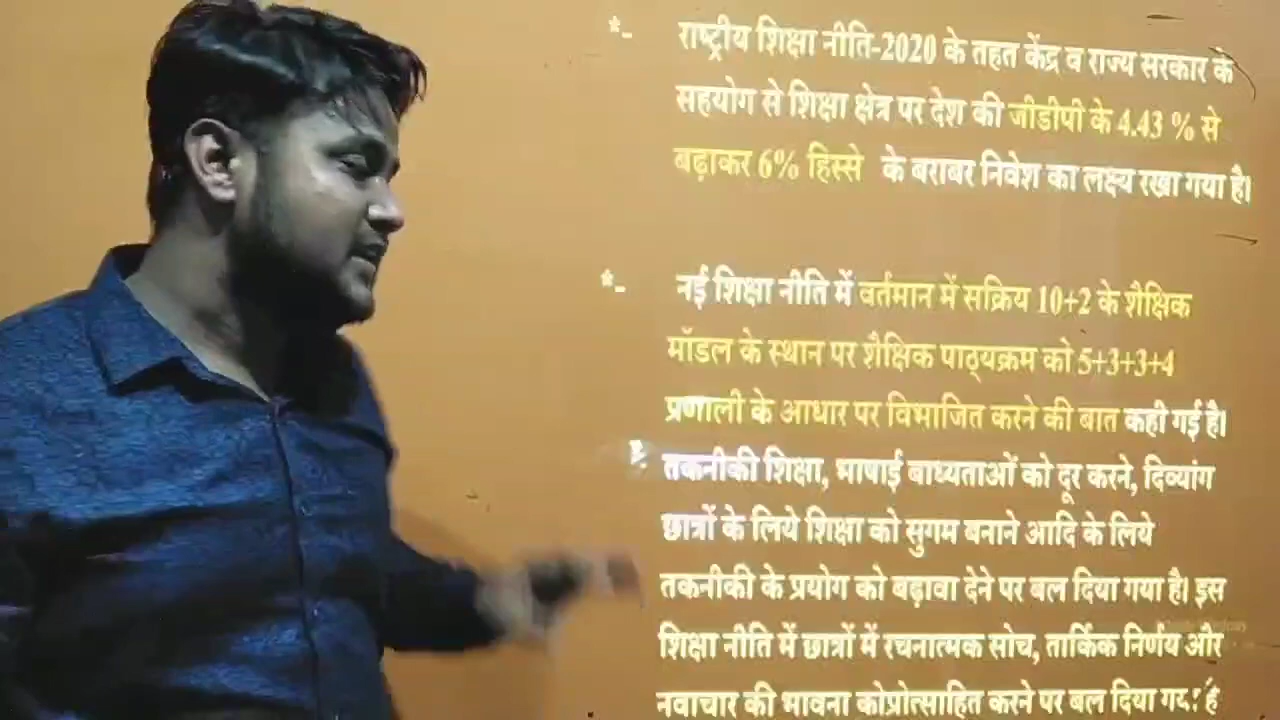 *- राष्ट्रीय शिक्षा नीति-2020 के तहत केंद्र व राज्य सरकार के
सहयोग से शिक्षा क्षेत्र पर देश की जीडीपी के 4.43 % से
बढ़ाकर 6% हिस्से के बराबर निवेश का लक्ष्य रखा गया है।
*- नई शिक्षा नीति में वर्तमान में सक्रिय 10+2 के शैक्षिक
मॉडल के स्थान पर शैक्षिक पाठ्यक्रम को 5+3+3+4
प्रणाली के आधार पर विभाजित करने की बात कही गई है।
तकनीकी शिक्षा, भाषाई बाध्यताओं को दूर करने, दिव्यांग
छात्रों के लिये शिक्षा को सुगम बनाने आदि के लिये
तकनीकी के प्रयोग को बढ़ावा देने पर बल दिया गया है। इस
शिक्षा नीति में छात्रों में रचनात्मक सोच, तार्किक निर्णय और
नवाचार की भावना कोप्रोत्साहित करने पर बल दिया गया है